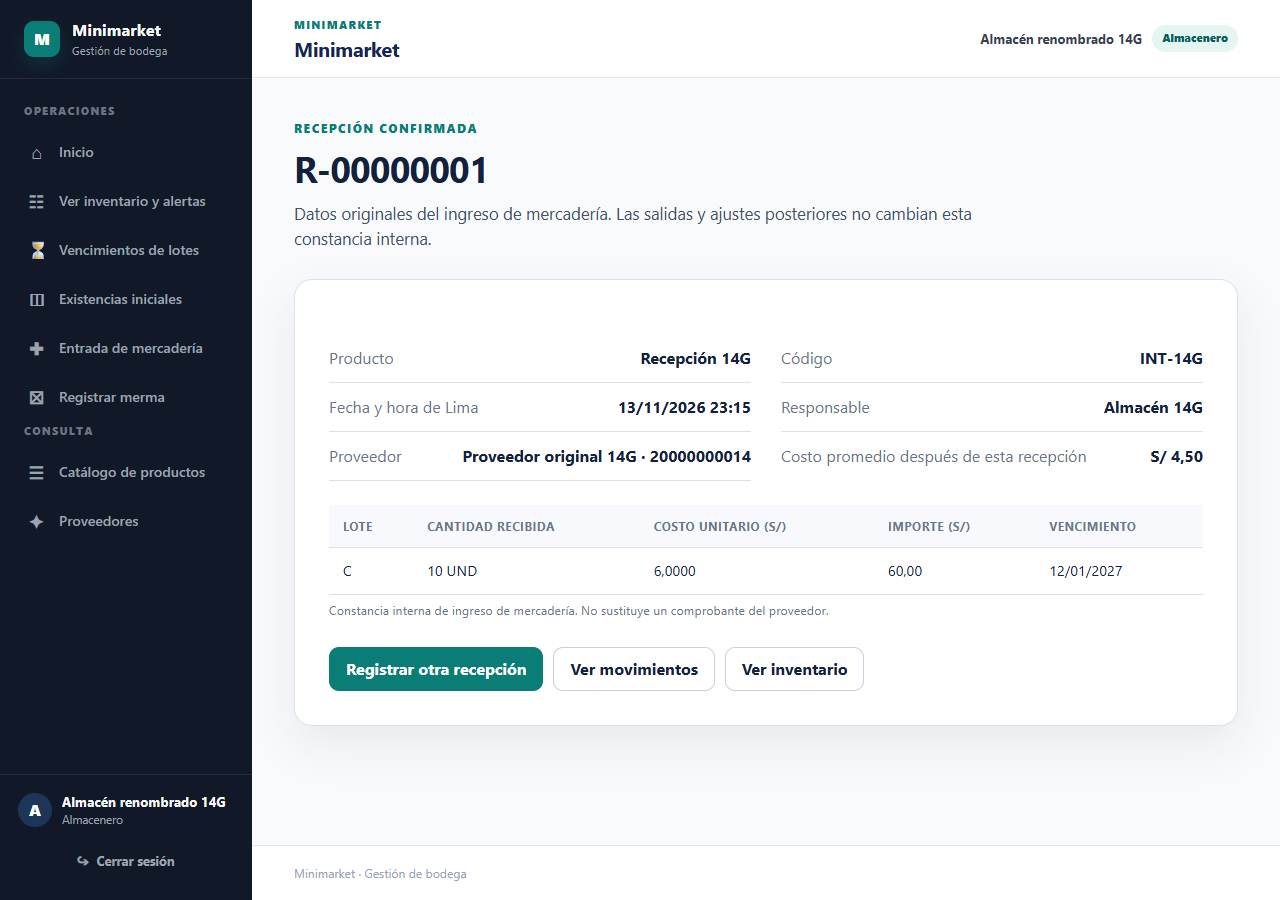 M
Minimarket
Gestión de bodega
OPERACIONES
Inicio
Ver inventario y alertas
Vencimientos de lotes
Existencias iniciales
Entrada de mercadería
Registrar merma
CONSULTA
Catálogo de productos
Proveedores
A
Almacén renombrado 14G
Almacenero
Cerrar sesión
MINIMARKET
Minimarket
Almacén renombrado 14G Almacenero
RECEPCIÓN CONFIRMADA
R-00000001
Datos originales del ingreso de mercadería. Las salidas y ajustes posteriores no cambian esta
constancia interna.
Producto Recepción 14G Código INT-14G
Fecha y hora de Lima 13/11/2026 23:15 Responsable Almacén 14G
Proveedor Proveedor original 14G · 20000000014 Costo promedio después de esta recepción S/ 4,50
LOTE CANTIDAD RECIBIDA COSTO UNITARIO (S/) IMPORTE (S/) VENCIMIENTO
C 10 UND 6,0000 60,00 12/01/2027
Constancia interna de ingreso de mercadería. No sustituye un comprobante del proveedor.
Registrar otra recepción Ver movimientos Ver inventario
Minimarket · Gestión de bodega